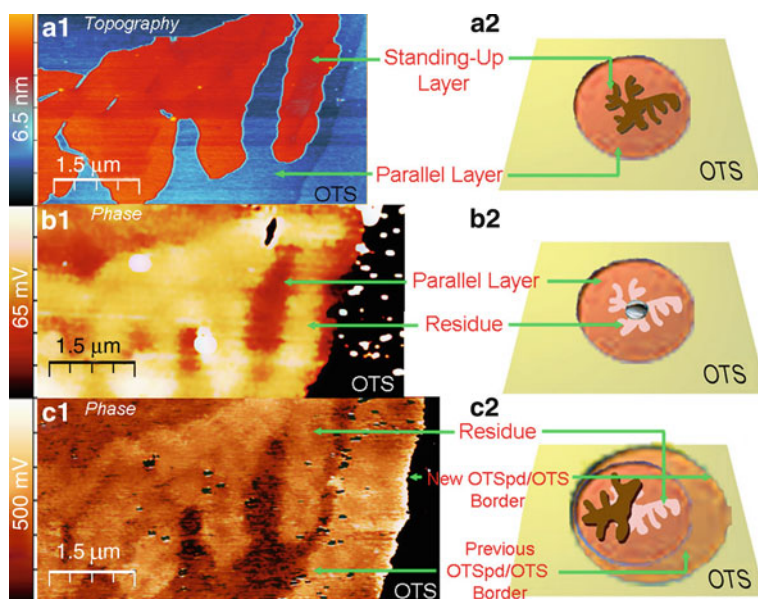 a1 Topography
a2
6.5 nm
Standing-Up
Layer
1.5 μm
Parallel Layer
OTS
OTS
b1 Phase
b2
65 mV
Parallel Layer
Residue
1.5 μm
OTS
OTS
c1 Phase
c2
500 mV
Residue
New OTSpd/OTS
Border
1.5 μm
Previous
OTSpd/OTS
Border
OTS
OTS